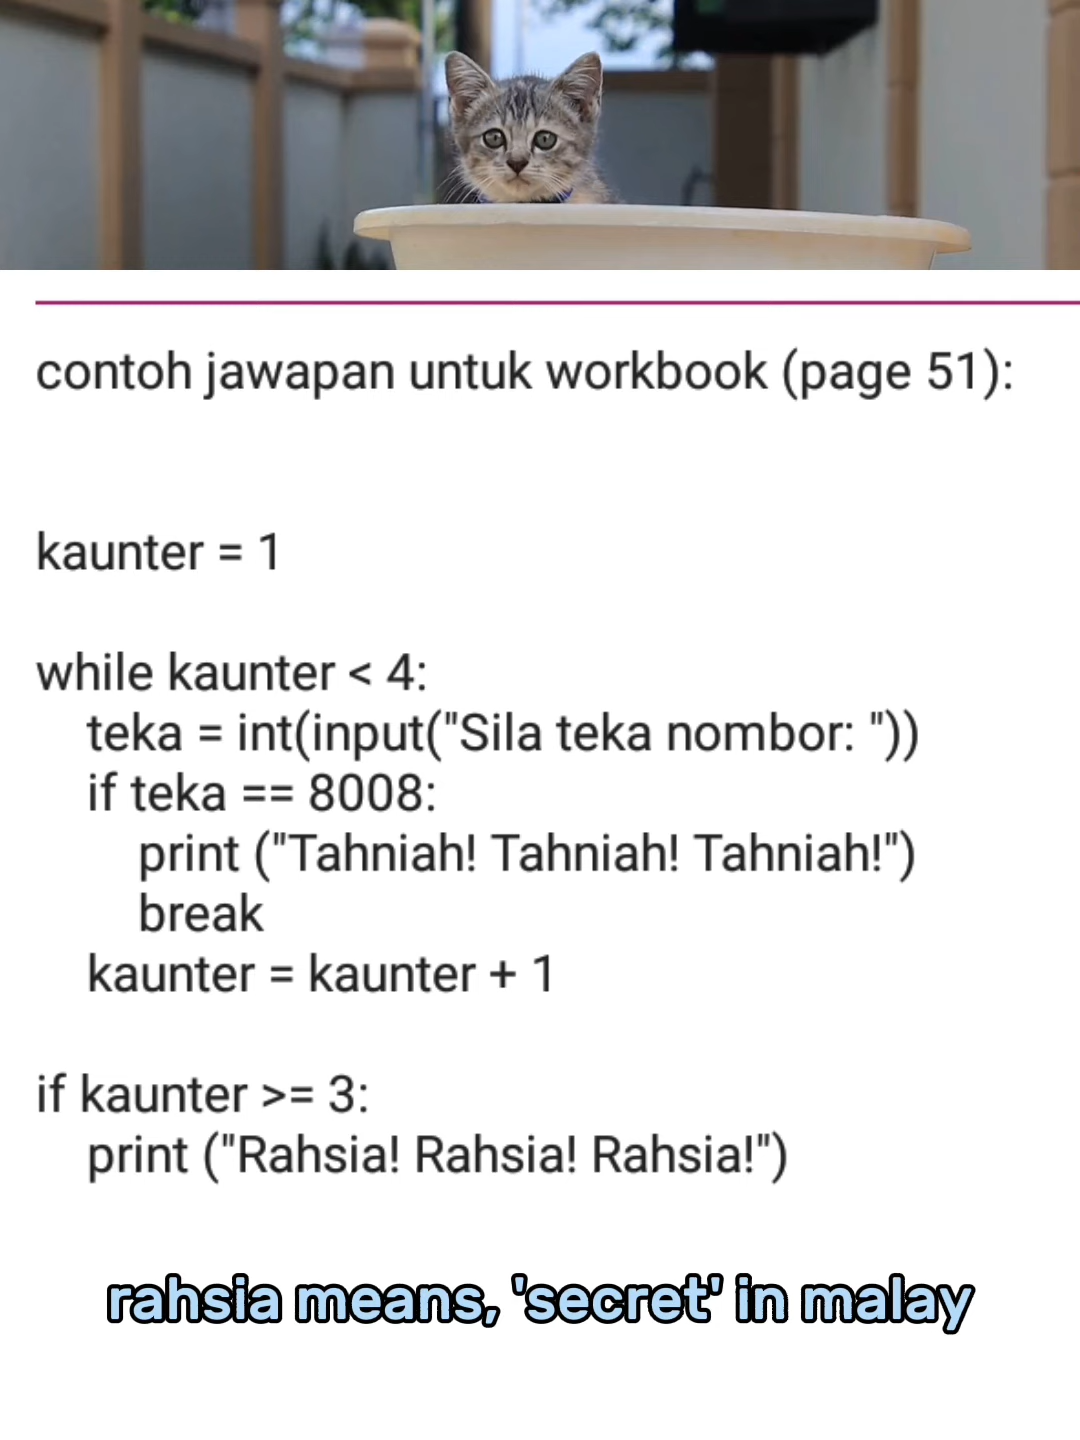 contoh jawapan untuk workbook (page 51):
kaunter = 1
while kaunter < 4:
teka = int(input("Sila teka nombor: "))
if teka == 8008:
print ("Tahniah! Tahniah! Tahniah!")
break
kaunter = kaunter + 1
if kaunter >= 3:
print ("Rahsia! Rahsia! Rahsia!")
rahsia means, 'secret' in malay